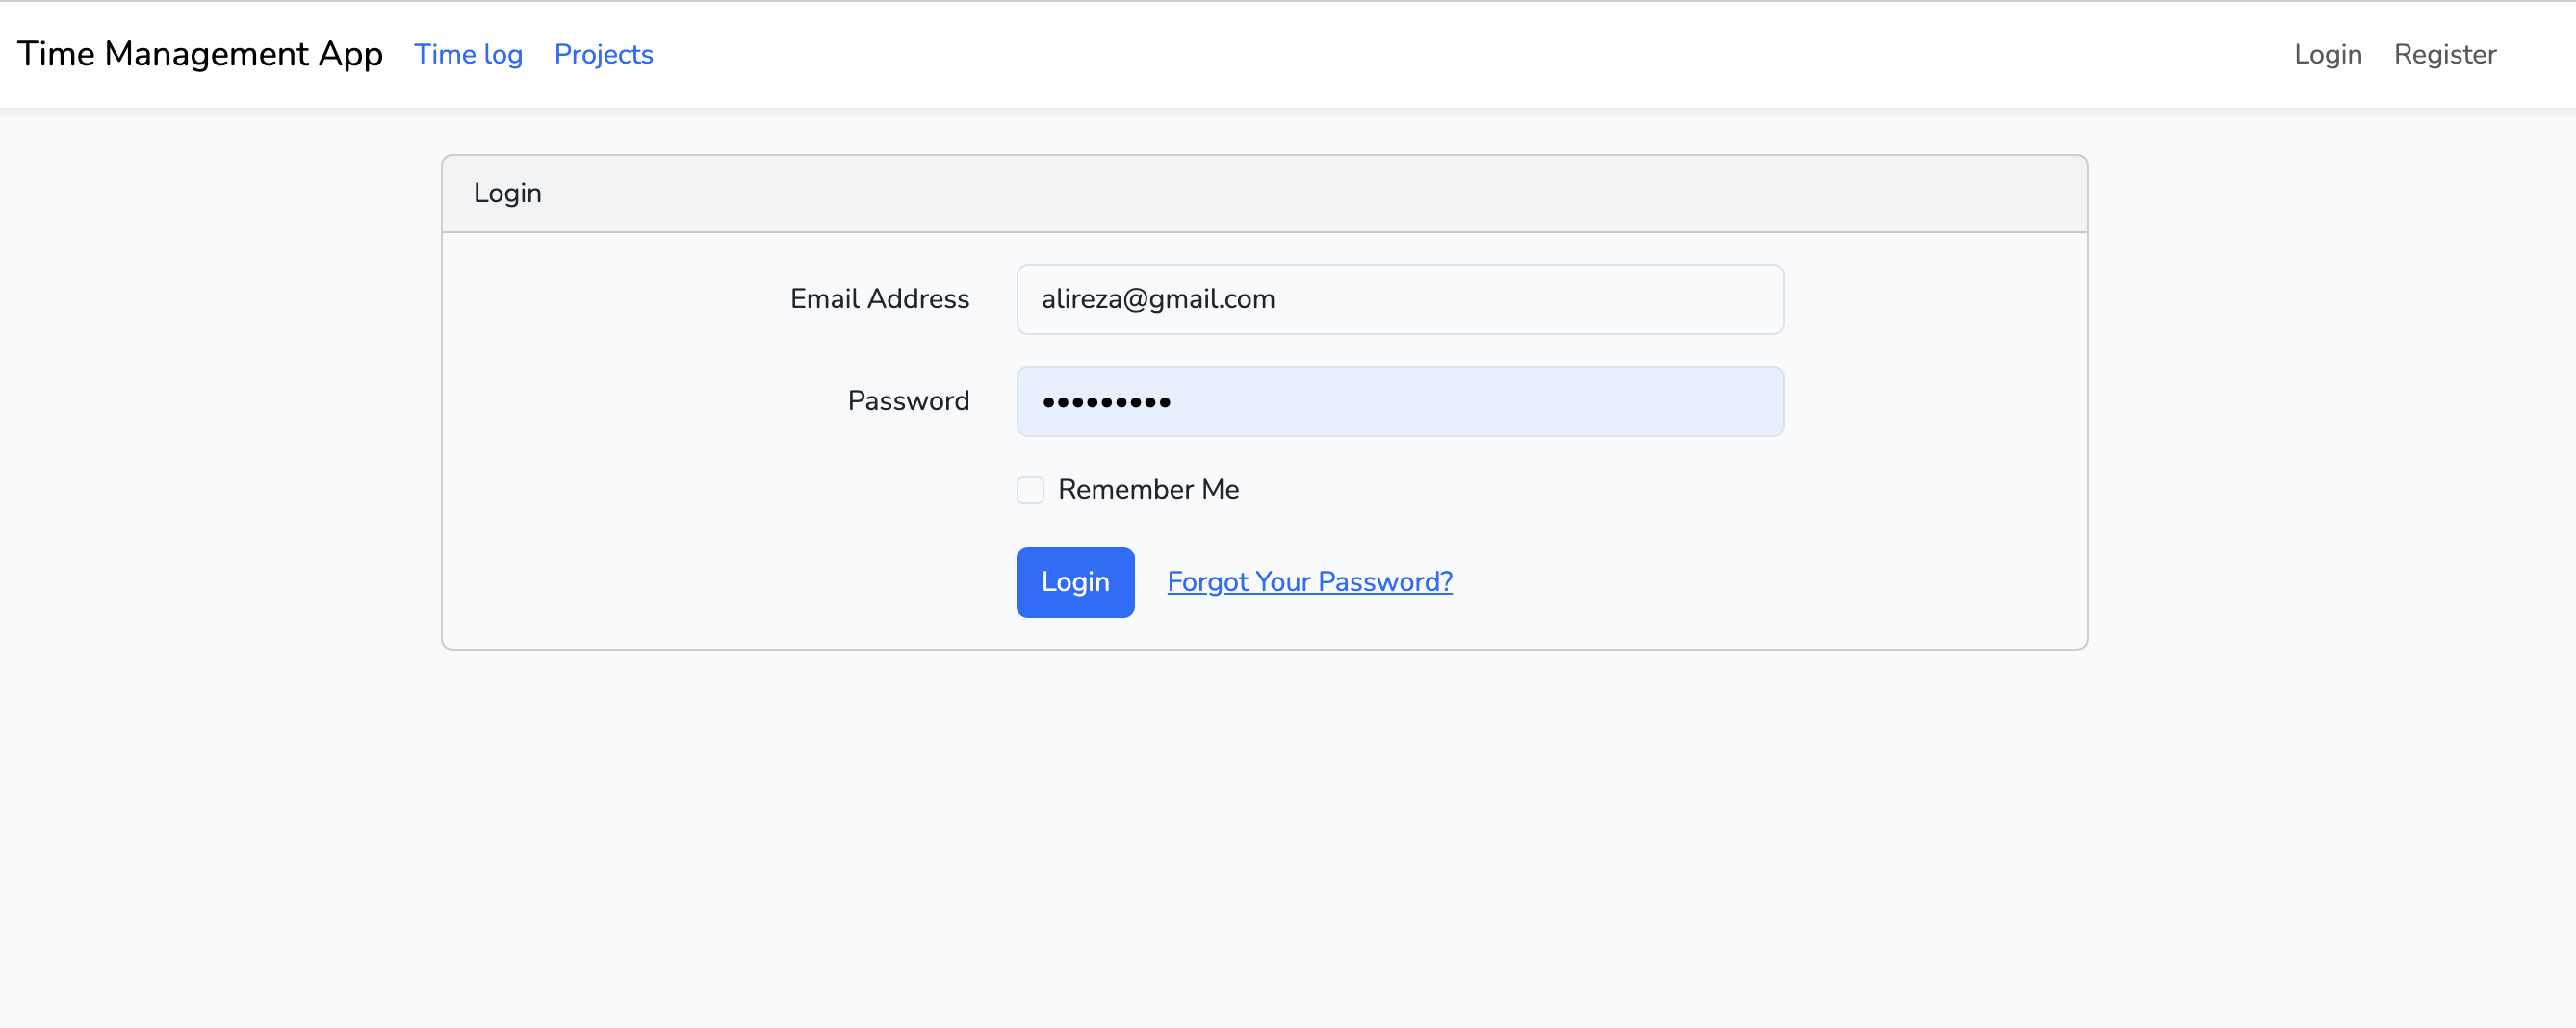 Time Management App Time log Projects Login Register
Login
Email Address alireza@gmail.com
Password •••••••••
Remember Me
Login Forgot Your Password?